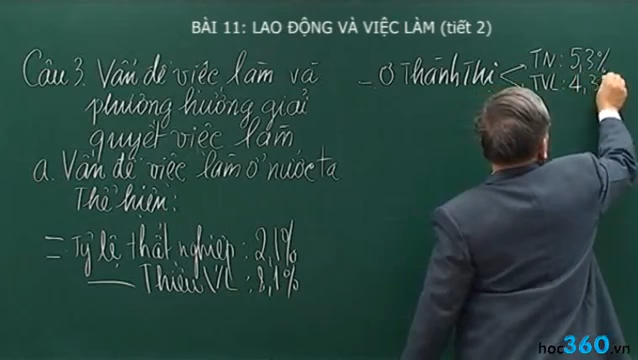 BÀI 11: LAO ĐỘNG VÀ VIỆC LÀM (tiết 2)
Câu 3. Vấn đề việc làm và
phương hướng giải
quyết việc làm
a. Vấn đề việc làm ở nước ta
Thể hiện:
= Tỷ lệ thất nghiệp: 2,1%
— Thiếu VL: 8,1%
- Ở Thành Thị < TN: 5,3%
TVL: 4,
hoc360.vn